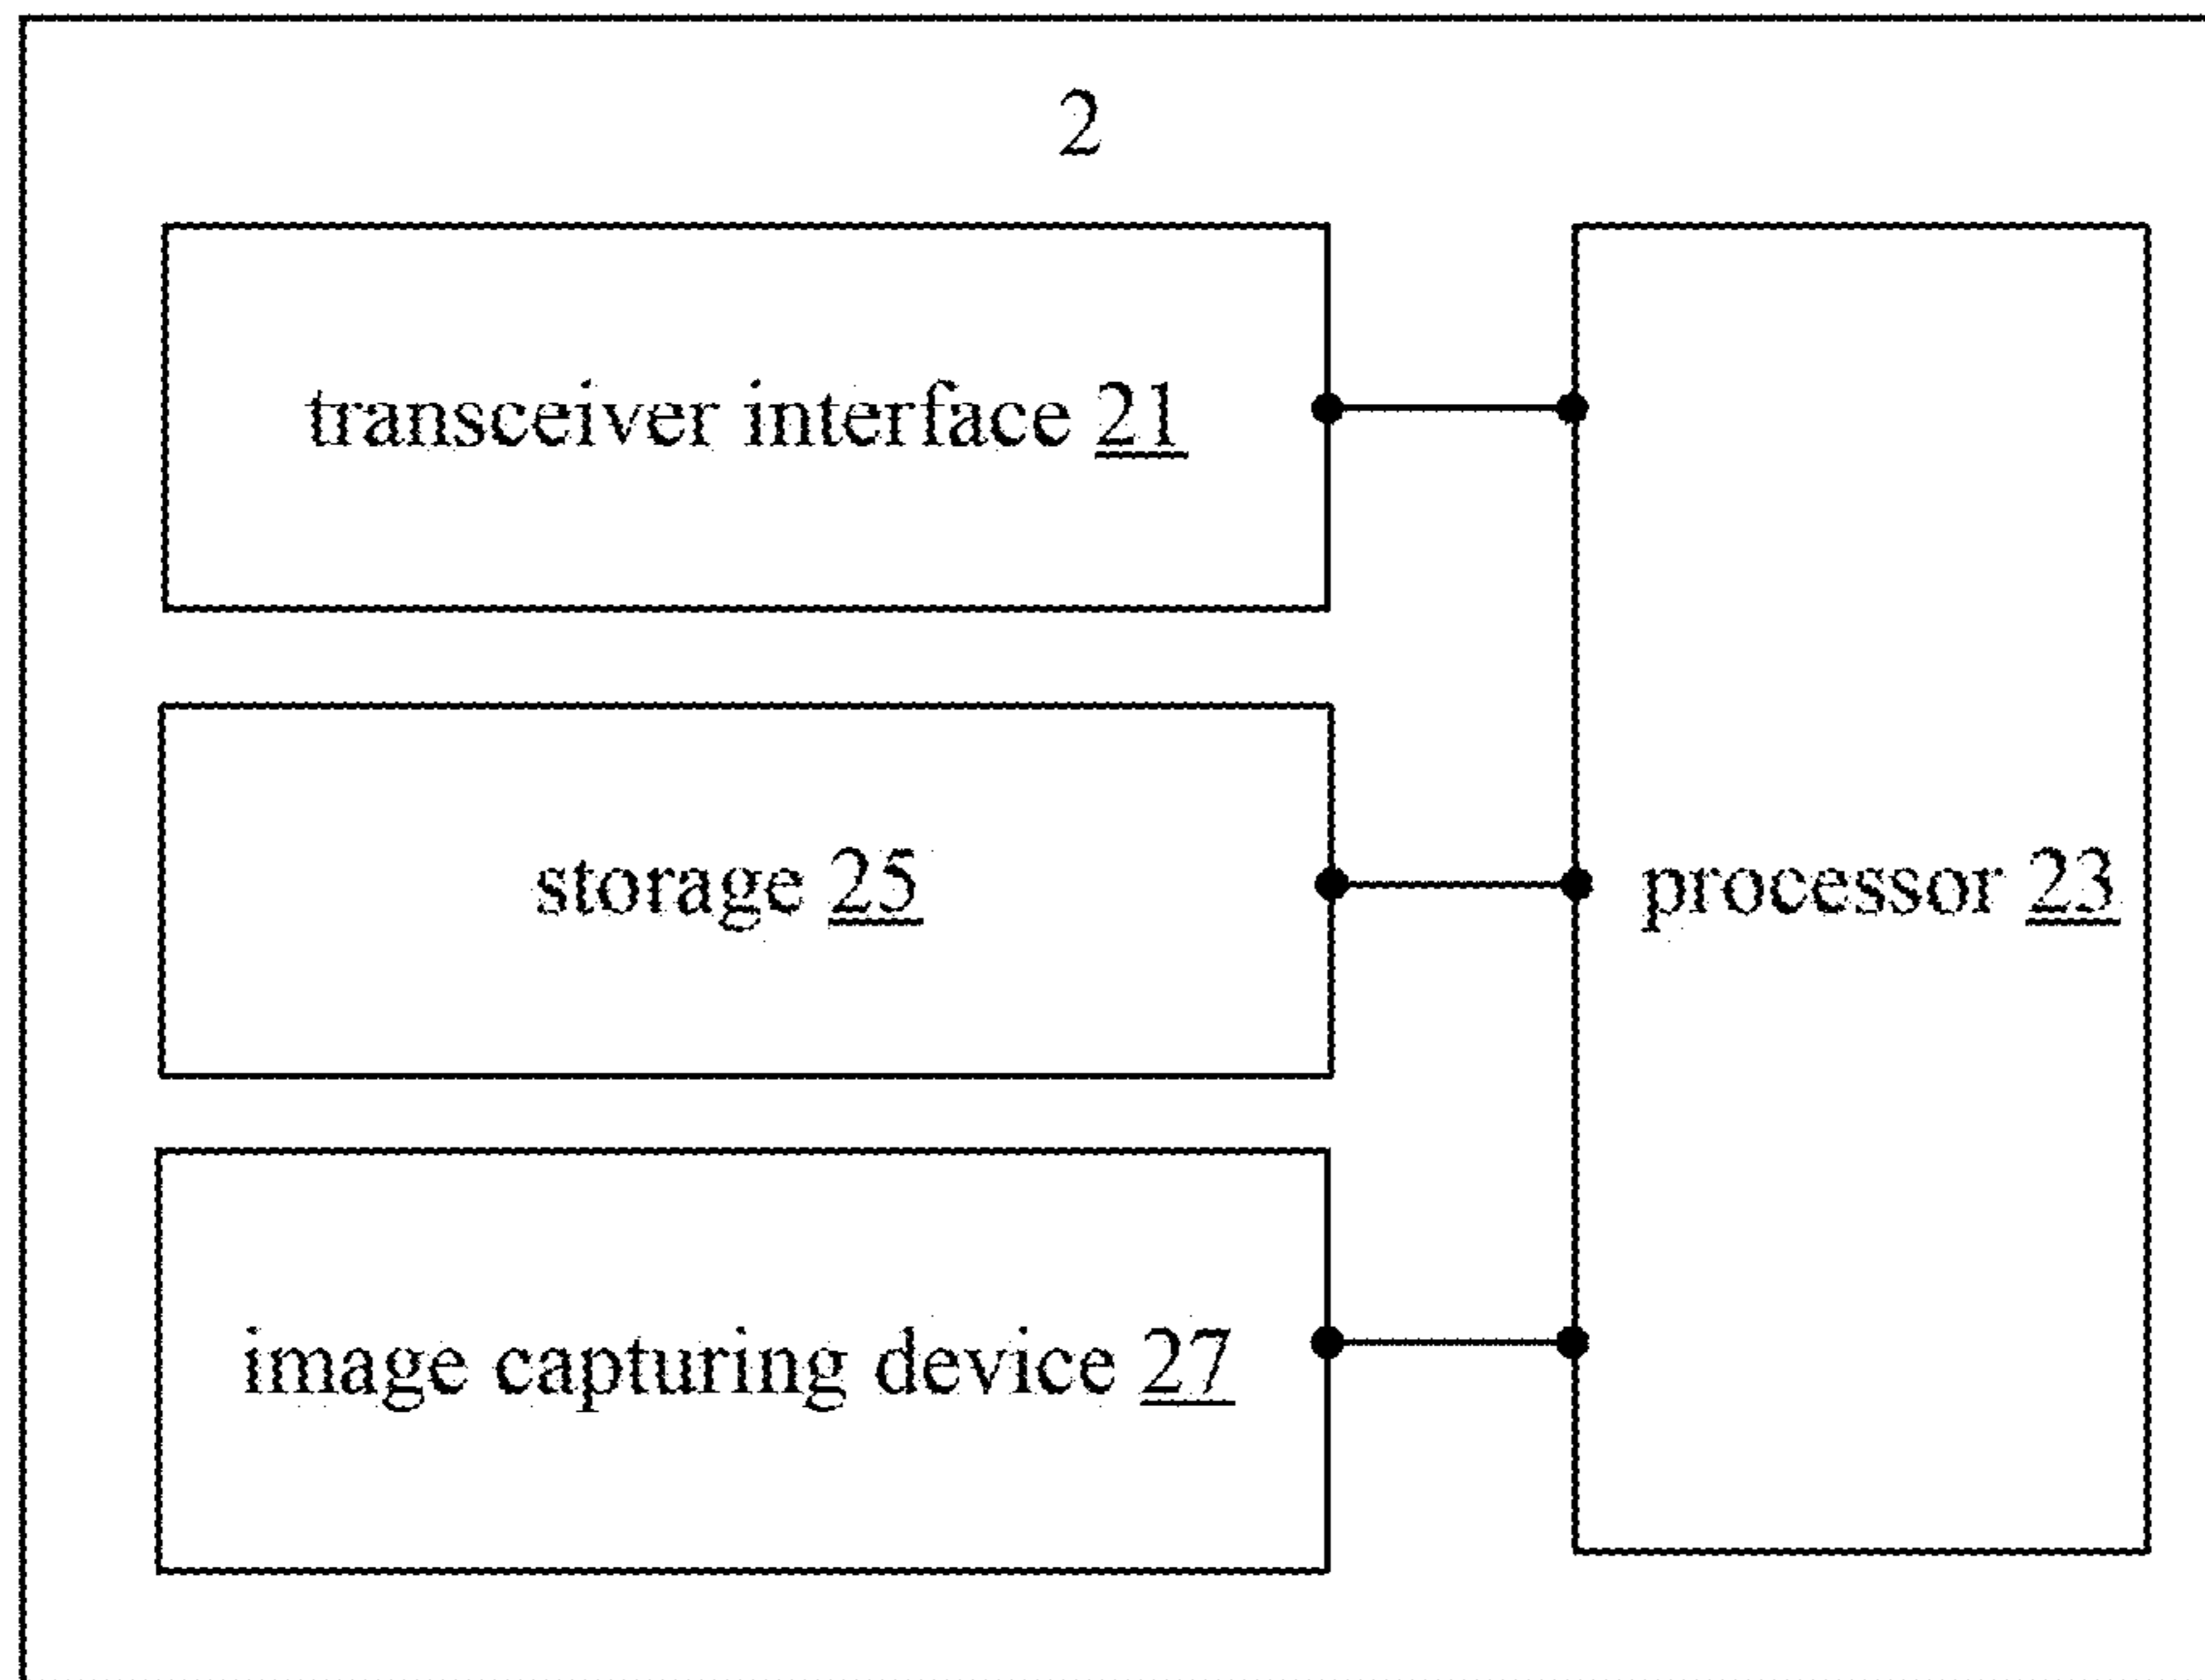 2
transceiver interface 21
storage 25
processor 23
image capturing device 27